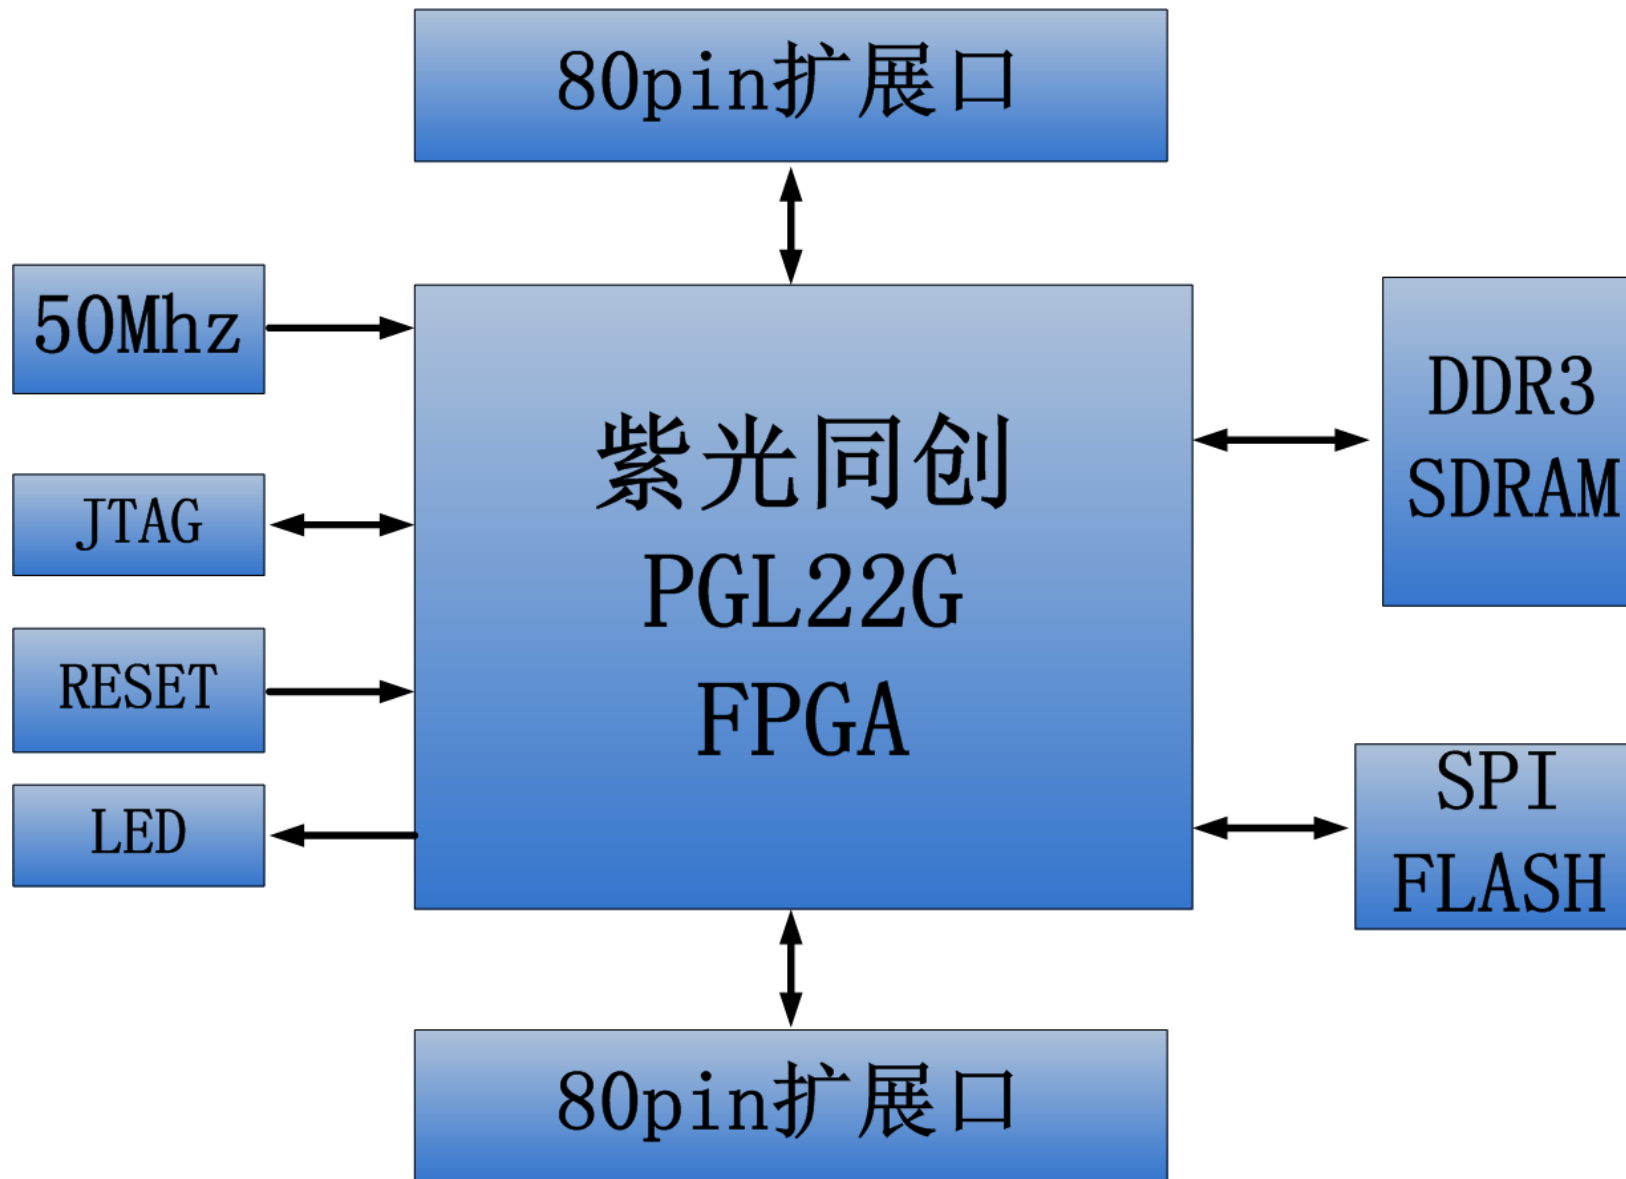 80pin扩展口
50Mhz
紫光同创
PGL22G
FPGA
DDR3
SDRAM
JTAG
RESET
LED
SPI
FLASH
80pin扩展口